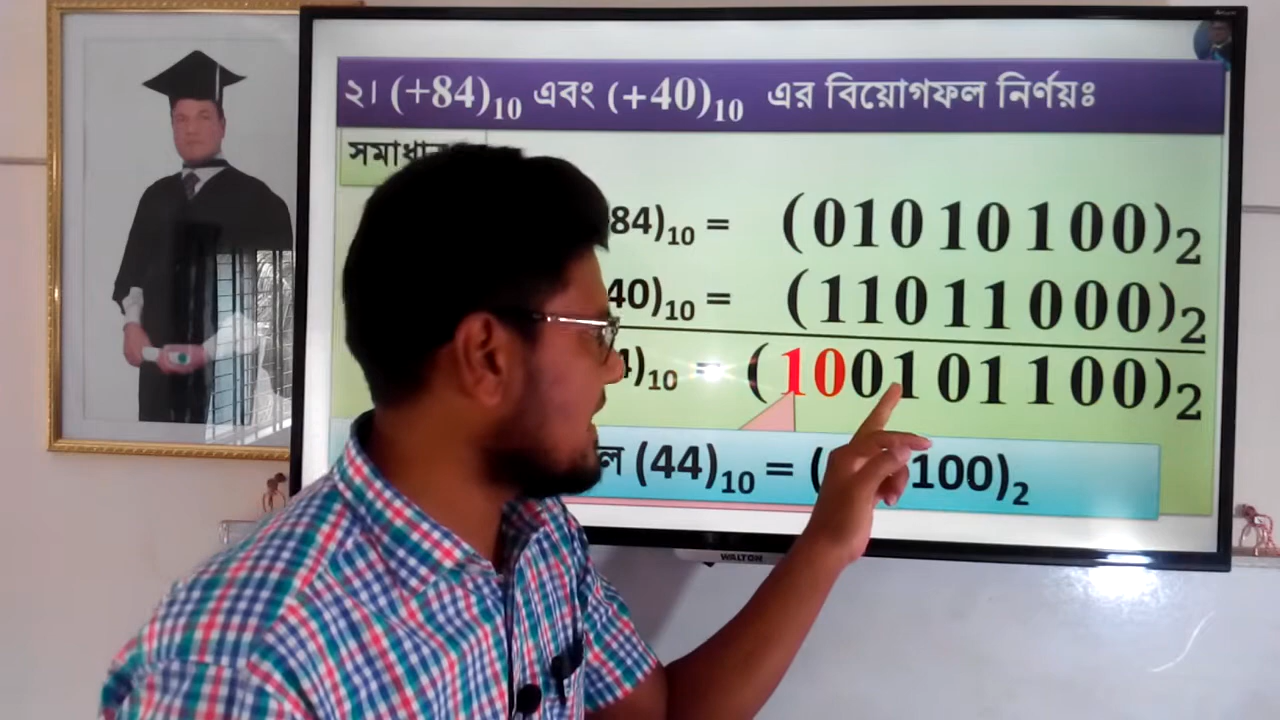 ২। (+84)₁₀ এবং (+40)₁₀ এর বিয়োগফল নির্ণয়ঃ
84)₁₀ = (01010100)₂
40)₁₀ = (11011000)₂
4)₁₀ = (100101100)₂
(44)₁₀ = ( 100)₂
WALTON